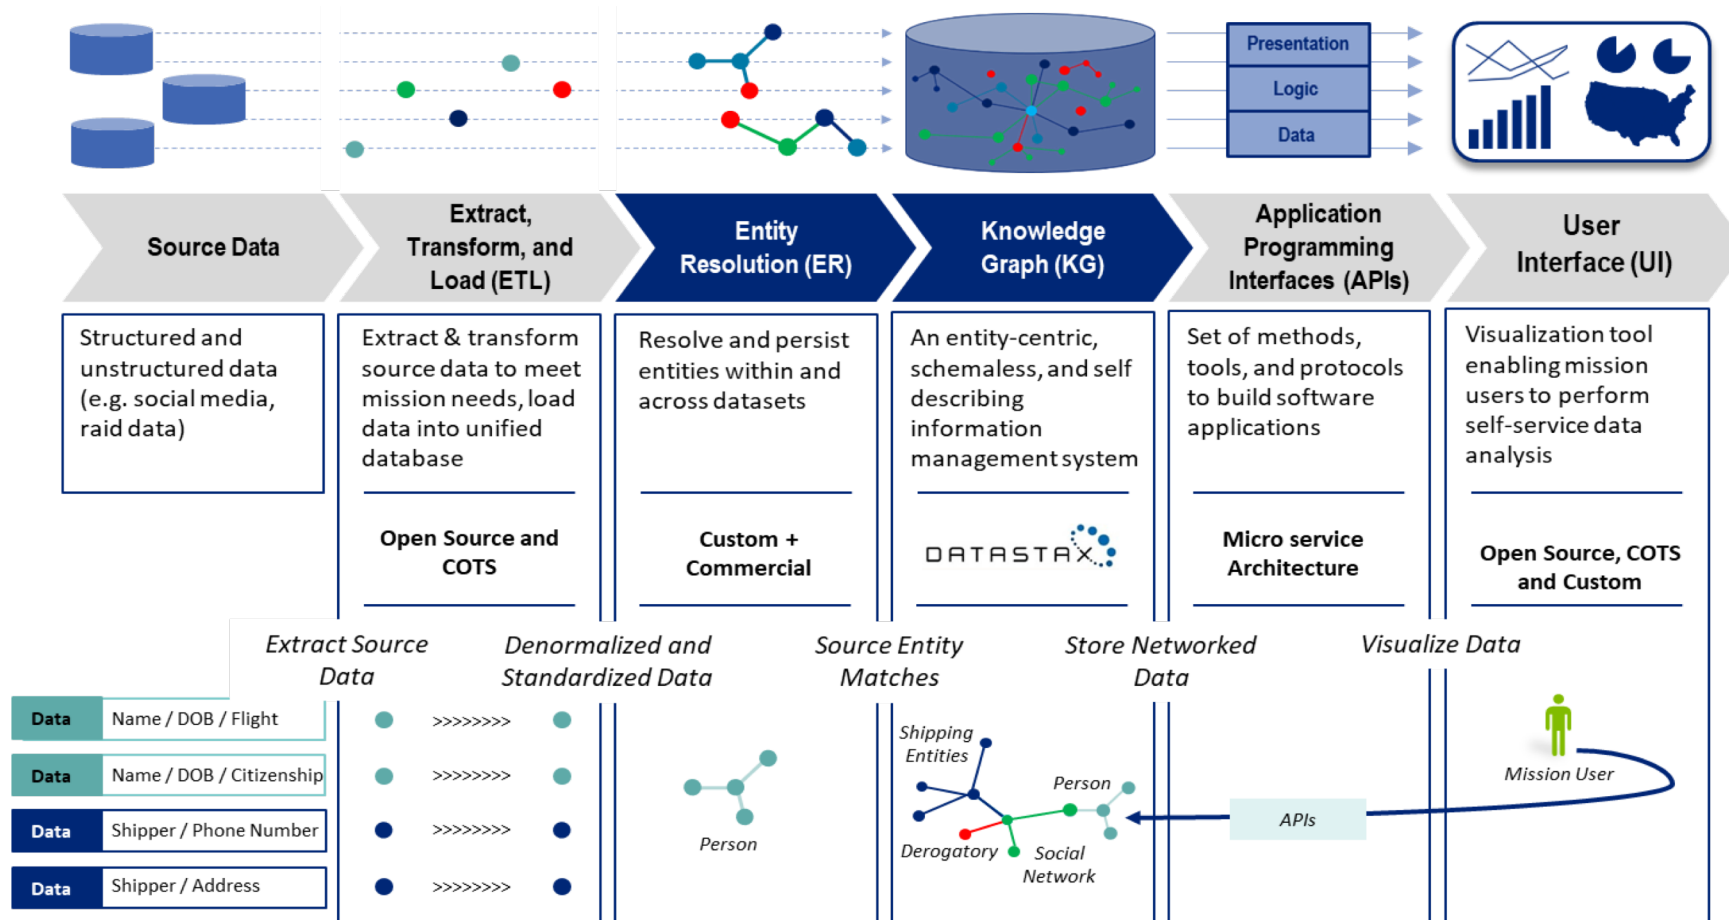 Presentation
Logic
Data
Source Data
Extract,
Transform, and
Load (ETL)
Entity
Resolution (ER)
Knowledge
Graph (KG)
Application
Programming
Interfaces (APIs)
User
Interface (UI)
Structured and
unstructured data
(e.g. social media,
raid data)
Extract & transform
source data to meet
mission needs, load
data into unified
database
Resolve and persist
entities within and
across datasets
An entity-centric,
schemaless, and self
describing
information
management system
Set of methods,
tools, and protocols
to build software
applications
Visualization tool
enabling mission
users to perform
self-service data
analysis
Open Source and
COTS
Custom +
Commercial
DATASTAX
Micro service
Architecture
Open Source, COTS
and Custom
Extract Source
Data
Denormalized and
Standardized Data
Source Entity
Matches
Store Networked
Data
Visualize Data
Data Name / DOB / Flight
>>>>>>>>
Data Name / DOB / Citizenship
>>>>>>>>
Data Shipper / Phone Number
>>>>>>>>
Data Shipper / Address
>>>>>>>>
Person
Shipping
Entities
Person
Derogatory
Social
Network
APIs
Mission User